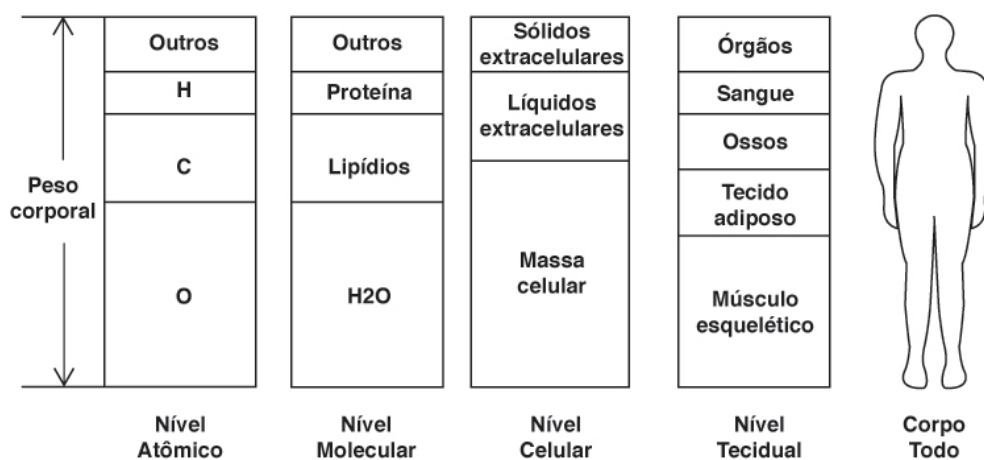 Peso
corporal
Outros
H
C
O
Nível
Atômico
Outros
Proteína
Lipídios
H2O
Nível
Molecular
Sólidos
extracelulares
Líquidos
extracelulares
Massa
celular
Nível
Celular
Órgãos
Sangue
Ossos
Tecido
adiposo
Músculo
esquelético
Nível
Tecidual
Corpo
Todo